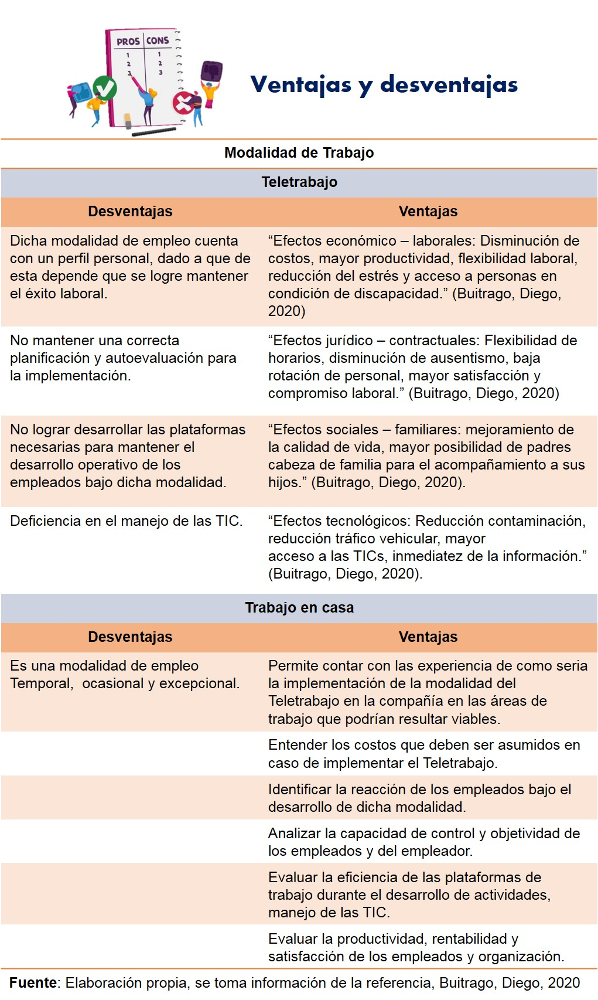 PROS CONS
1 1
2 2
3 3
Ventajas y desventajas
Modalidad de Trabajo
Teletrabajo
Desventajas Ventajas
Dicha modalidad de empleo cuenta
con un perfil personal, dado a que de
esta depende que se logre mantener
el éxito laboral.
“Efectos económico – laborales: Disminución de
costos, mayor productividad, flexibilidad laboral,
reducción del estrés y acceso a personas en
condición de discapacidad.” (Buitrago, Diego,
2020)
No mantener una correcta
planificación y autoevaluación para
la implementación.
“Efectos jurídico – contractuales: Flexibilidad de
horarios, disminución de ausentismo, baja
rotación de personal, mayor satisfacción y
compromiso laboral.” (Buitrago, Diego, 2020)
No lograr desarrollar las plataformas
necesarias para mantener el
desarrollo operativo de los
empleados bajo dicha modalidad.
“Efectos sociales – familiares: mejoramiento de
la calidad de vida, mayor posibilidad de padres
cabeza de familia para el acompañamiento a sus
hijos.” (Buitrago, Diego, 2020).
Deficiencia en el manejo de las TIC.
“Efectos tecnológicos: Reducción contaminación,
reducción tráfico vehicular, mayor
acceso a las TICs, inmediatez de la información.”
(Buitrago, Diego, 2020).
Trabajo en casa
Desventajas Ventajas
Es una modalidad de empleo
Temporal, ocasional y excepcional.
Permite contar con las experiencia de como seria
la implementación de la modalidad del
Teletrabajo en la compañía en las áreas de
trabajo que podrían resultar viables.
Entender los costos que deben ser asumidos en
caso de implementar el Teletrabajo.
Identificar la reacción de los empleados bajo el
desarrollo de dicha modalidad.
Analizar la capacidad de control y objetividad de
los empleados y del empleador.
Evaluar la eficiencia de las plataformas de
trabajo durante el desarrollo de actividades,
manejo de las TIC.
Evaluar la productividad, rentabilidad y
satisfacción de los empleados y organización.
Fuente: Elaboración propia, se toma información de la referencia, Buitrago, Diego, 2020